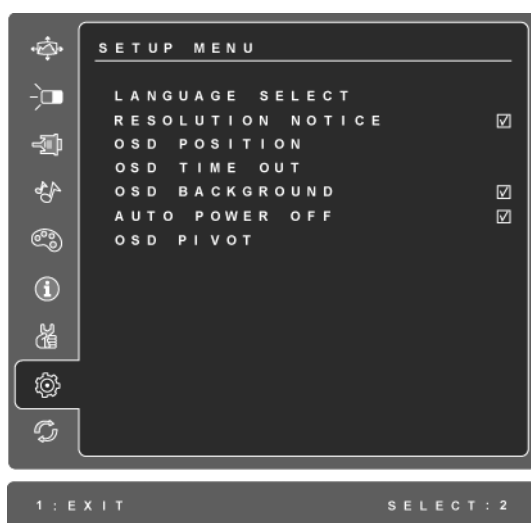 SETUP MENU
LANGUAGE SELECT
RESOLUTION NOTICE
OSD POSITION
OSD TIME OUT
OSD BACKGROUND
AUTO POWER OFF
OSD PIVOT
1:EXIT SELECT:2